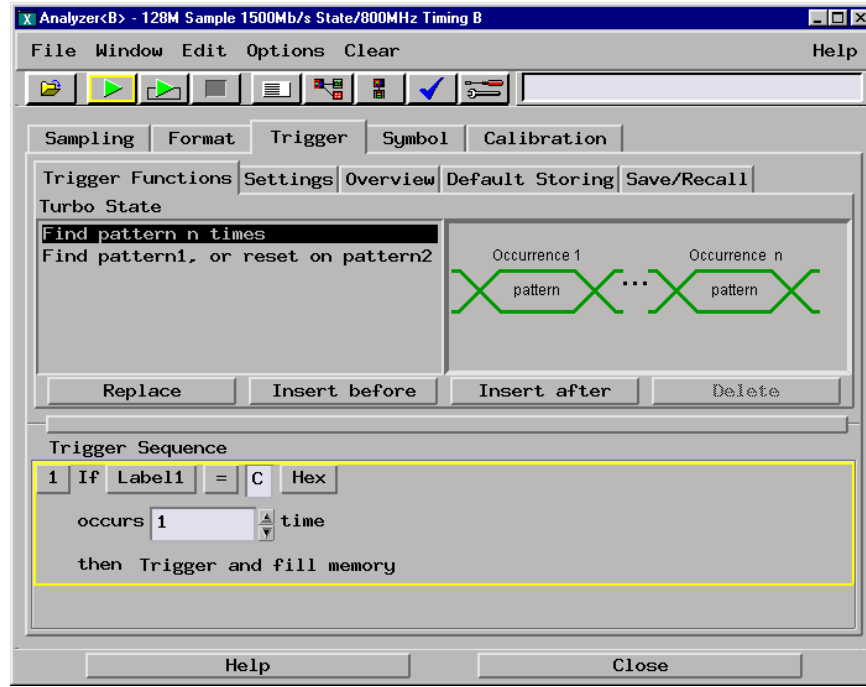 Analyzer<B> - 128M Sample 1500Mb/s State/800MHz Timing B
File Window Edit Options Clear Help
Sampling Format Trigger Symbol Calibration
Trigger Functions Settings Overview Default Storing Save/Recall
Turbo State
Find pattern n times
Find pattern1, or reset on pattern2
Occurrence 1 Occurrence n
pattern ... pattern
Replace Insert before Insert after Delete
Trigger Sequence
1 If Label1 = C Hex
occurs 1 time
then Trigger and fill memory
Help Close